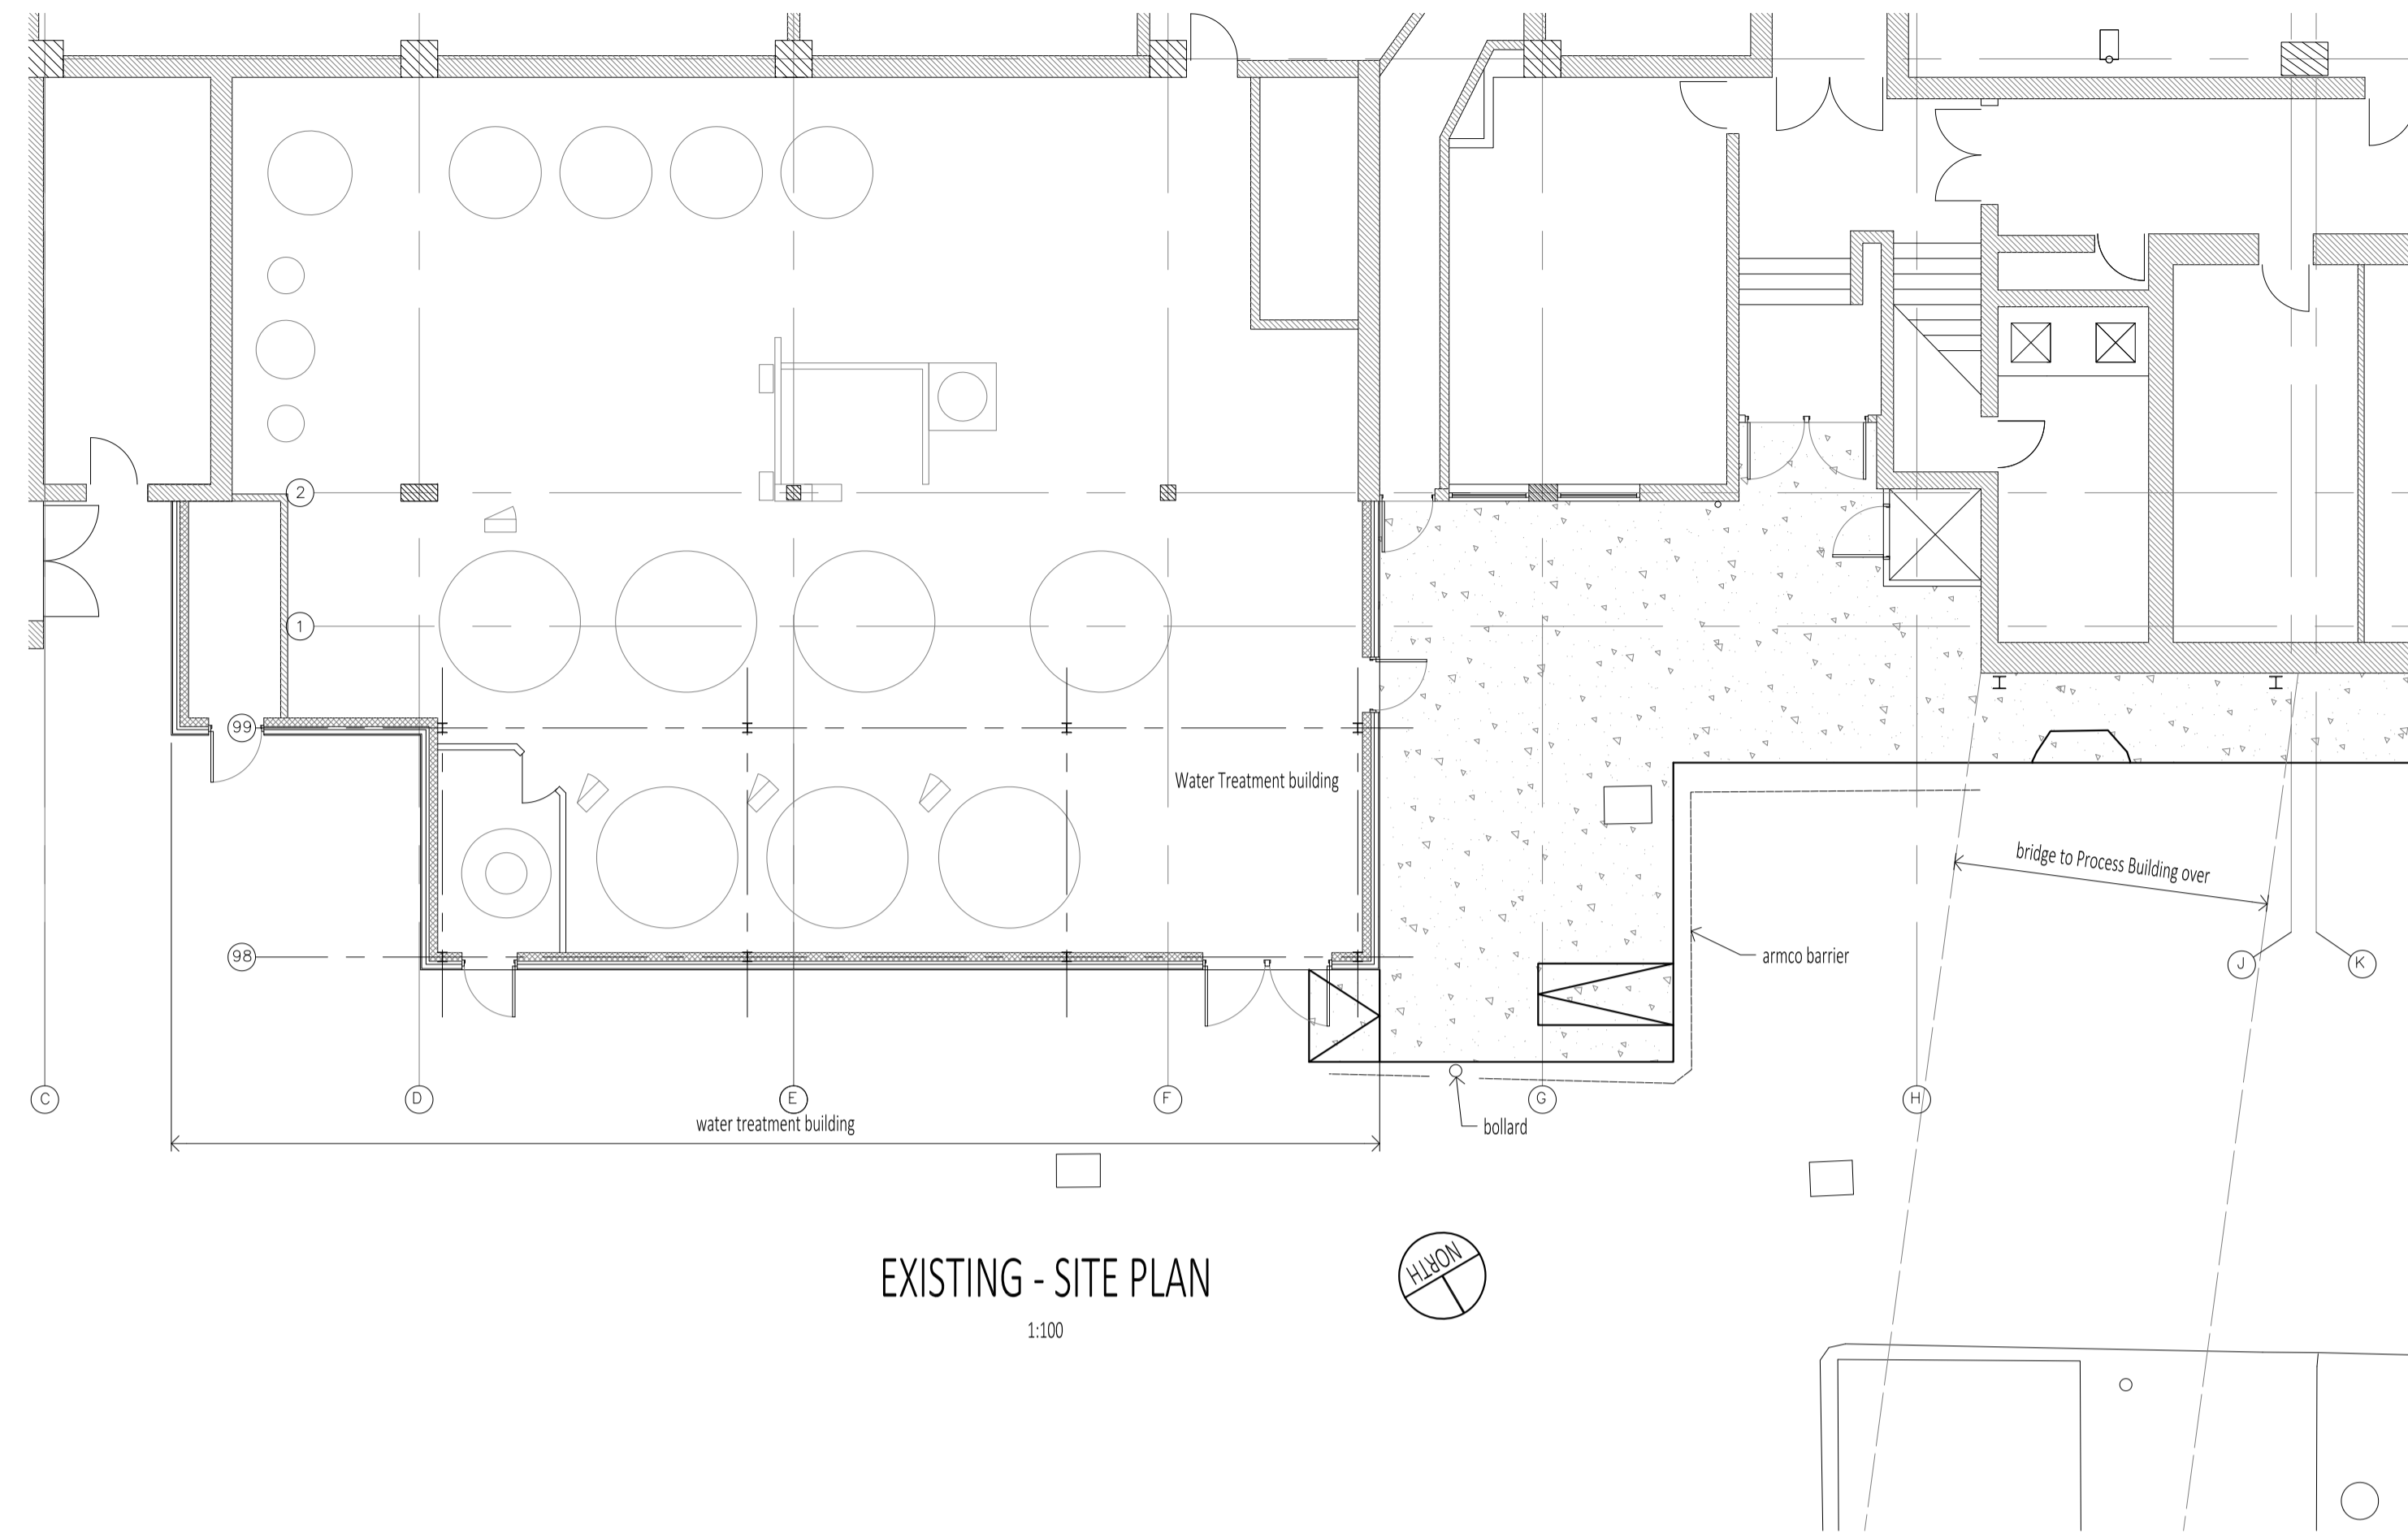 2
1
99
Water Treatment building
bridge to Process Building over
98
armco barrier
J
K
C
D
E
F
G
H
water treatment building
bollard
EXISTING - SITE PLAN
NORTH
1:100